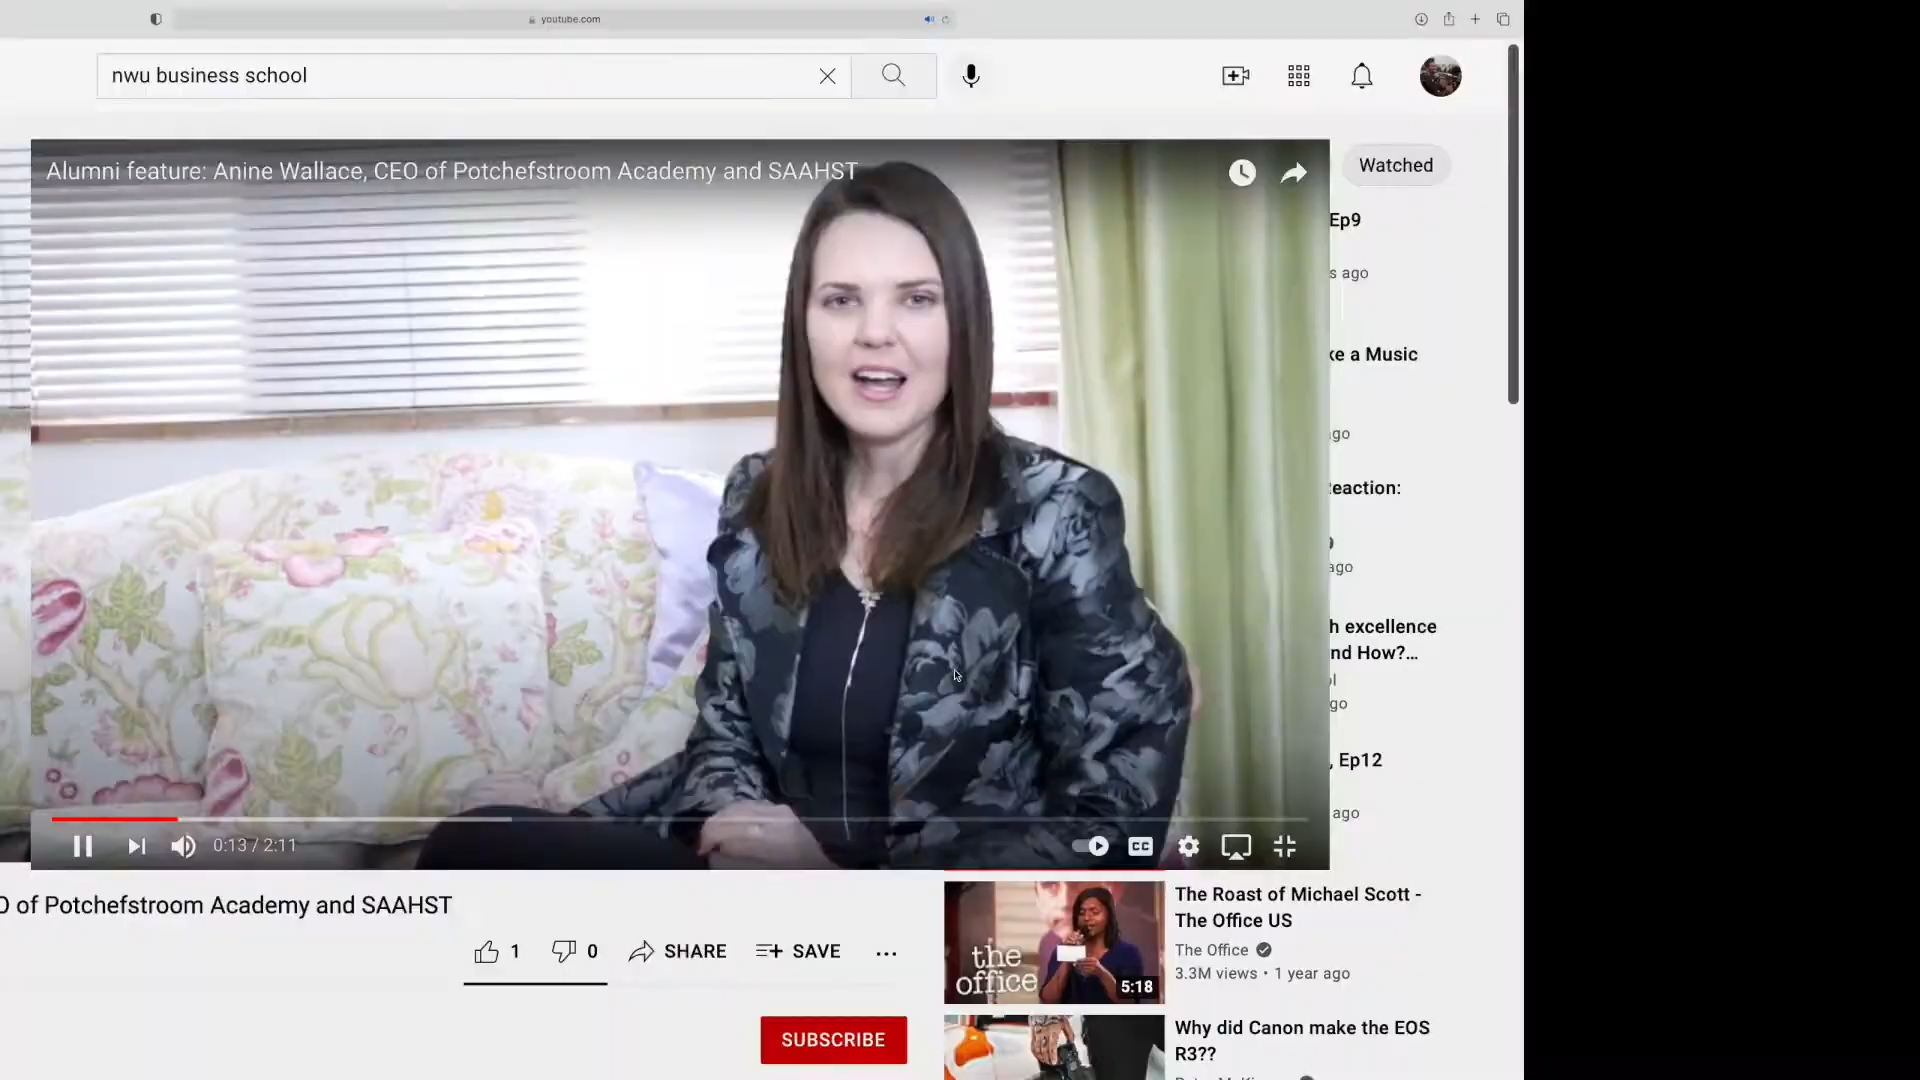 youtube.com
nwu business school
Alumni feature: Anine Wallace, CEO of Potchefstroom Academy and SAAHST
Watched
Ep9
s ago
ke a Music
ago
Reaction:
ago
h excellence
nd How?...
go
, Ep12
ago
0:13 / 2:11
CC
O of Potchefstroom Academy and SAAHST
1
0
SHARE
SAVE
...
SUBSCRIBE
the
office
5:18
The Roast of Michael Scott -
The Office US
The Office
3.3M views • 1 year ago
Why did Canon make the EOS
R3??